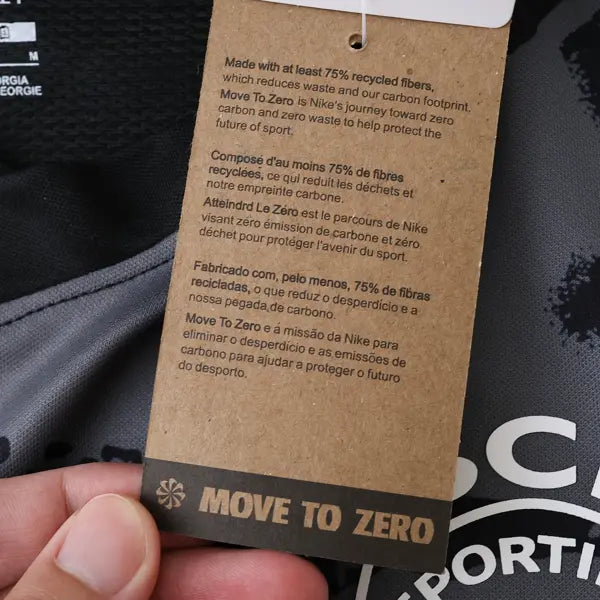 M
RGIA
EORGIE
Made with at least 75% recycled fibers,
which reduces waste and our carbon footprint.
Move To Zero is Nike's journey toward zero
carbon and zero waste to help protect the
future of sport.
Composé d'au moins 75% de fibres
recyclées, ce qui reduit les déchets et
notre empreinte carbone.
Atteindrd Le Zéro est le parcours de Nike
visant zéro émission de carbone et zéro
déchet pour protéger l'avenir du sport.
Fabricado com, pelo menos, 75% de fibras
recicladas, o que reduz o desperdício e a
nossa pegada de carbono.
Move To Zero e á missão da Nike para
eliminar o desperdício e as emissões de
carbono para ajudar a proteger o futuro
do desporto.
MOVE TO ZERO
SCI
SPORTIN